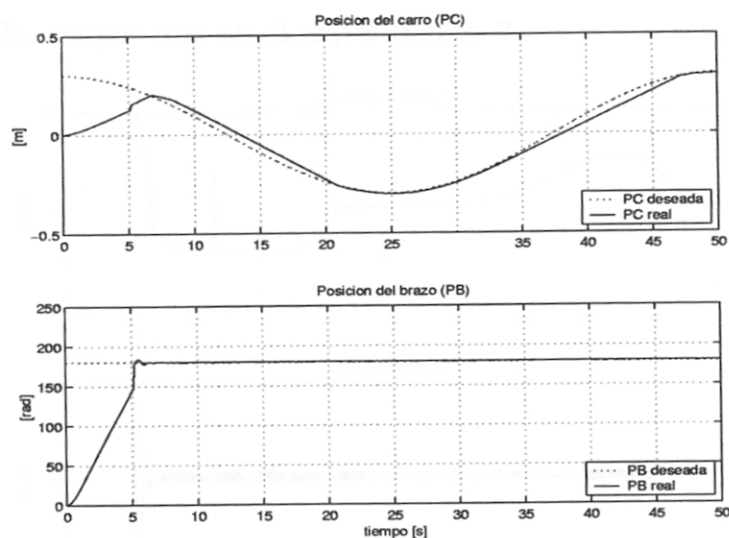 Posicion del carro (PC)
0.5
0
−0.5
[m]
0 5 10 15 20 25 30 35 40 45 50
PC deseada
PC real
Posicion del brazo (PB)
250
200
150
100
50
0
[rad]
0 5 10 15 20 25 30 35 40 45 50
tiempo [s]
PB deseada
PB real